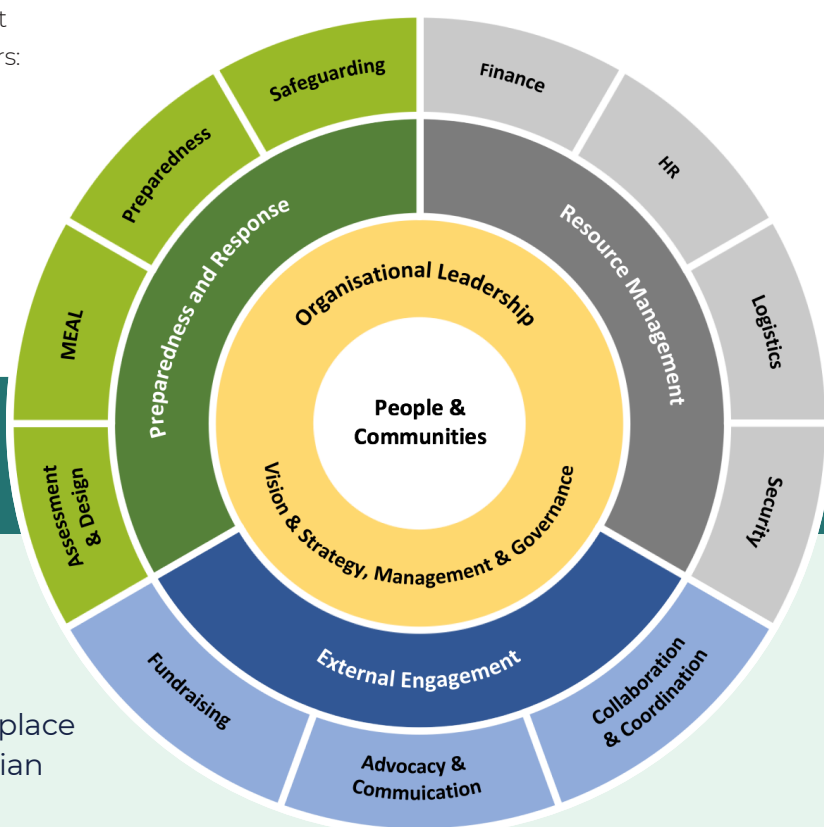 t
rs:
Safeguarding
Finance
Preparedness
HR
Preparedness and Response
Resource Management
Organisational Leadership
MEAL
Logistics
People &
Communities
Vision & Strategy, Management & Governance
Assessment
& Design
Security
External Engagement
Fundraising
Collaboration
& Coordination
Advocacy &
Commuication
place
ian